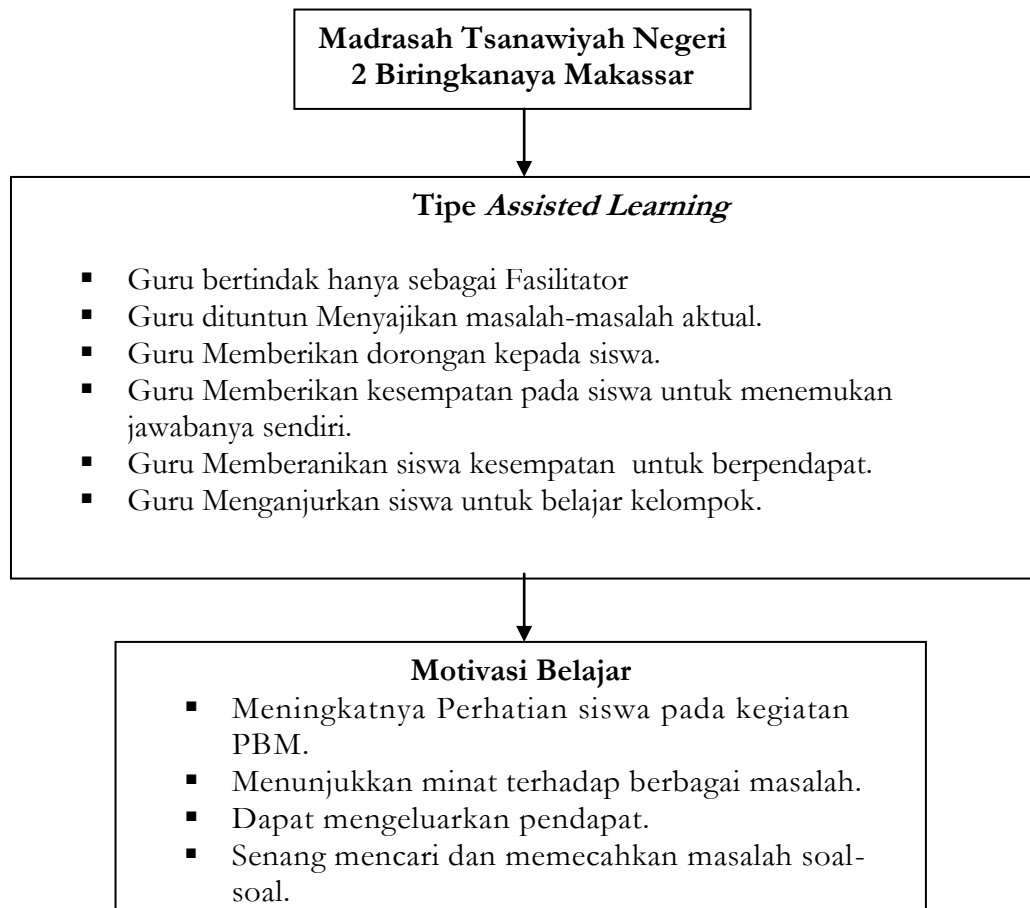 Madrasah Tsanawiyah Negeri
2 Biringkanaya Makassar
Tipe Assisted Learning
▪ Guru bertindak hanya sebagai Fasilitator
▪ Guru dituntun Menyajikan masalah-masalah aktual.
▪ Guru Memberikan dorongan kepada siswa.
▪ Guru Memberikan kesempatan pada siswa untuk menemukan
jawabanya sendiri.
▪ Guru Memberanikan siswa kesempatan untuk berpendapat.
▪ Guru Menganjurkan siswa untuk belajar kelompok.
Motivasi Belajar
▪ Meningkatnya Perhatian siswa pada kegiatan
PBM.
▪ Menunjukkan minat terhadap berbagai masalah.
▪ Dapat mengeluarkan pendapat.
▪ Senang mencari dan memecahkan masalah soal-
soal.